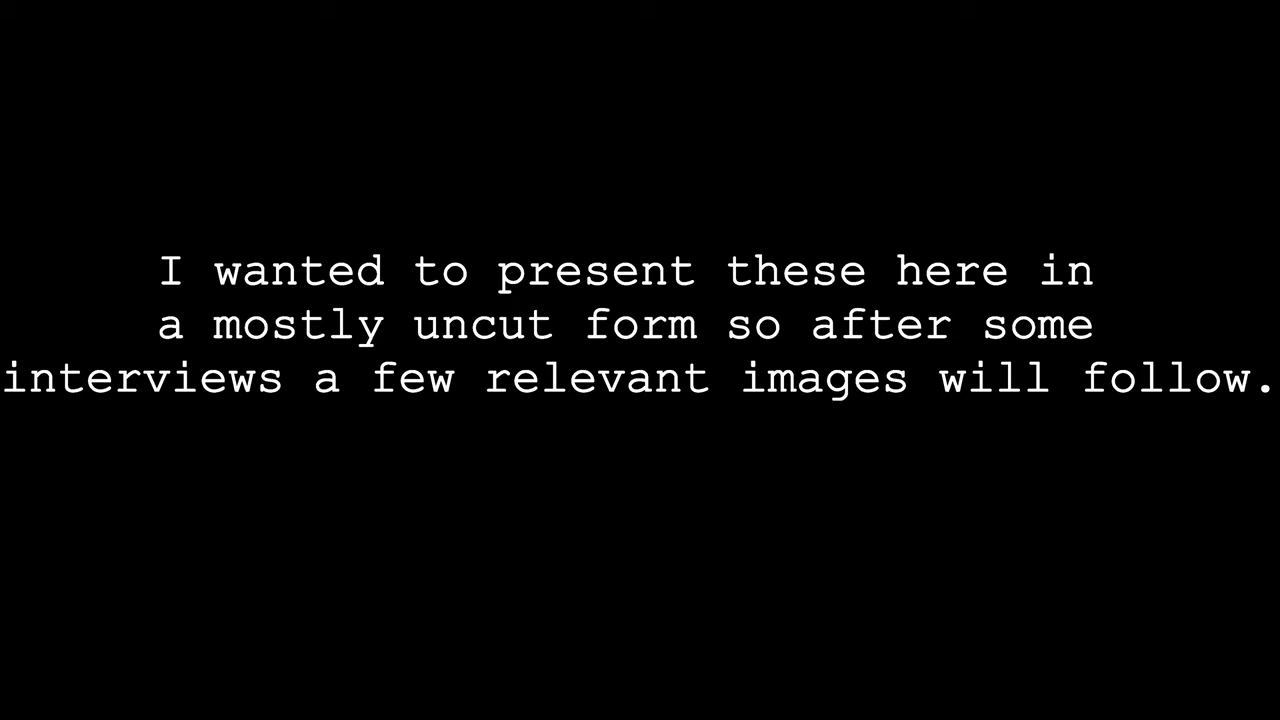 I wanted to present these here in
a mostly uncut form so after some
interviews a few relevant images will follow.